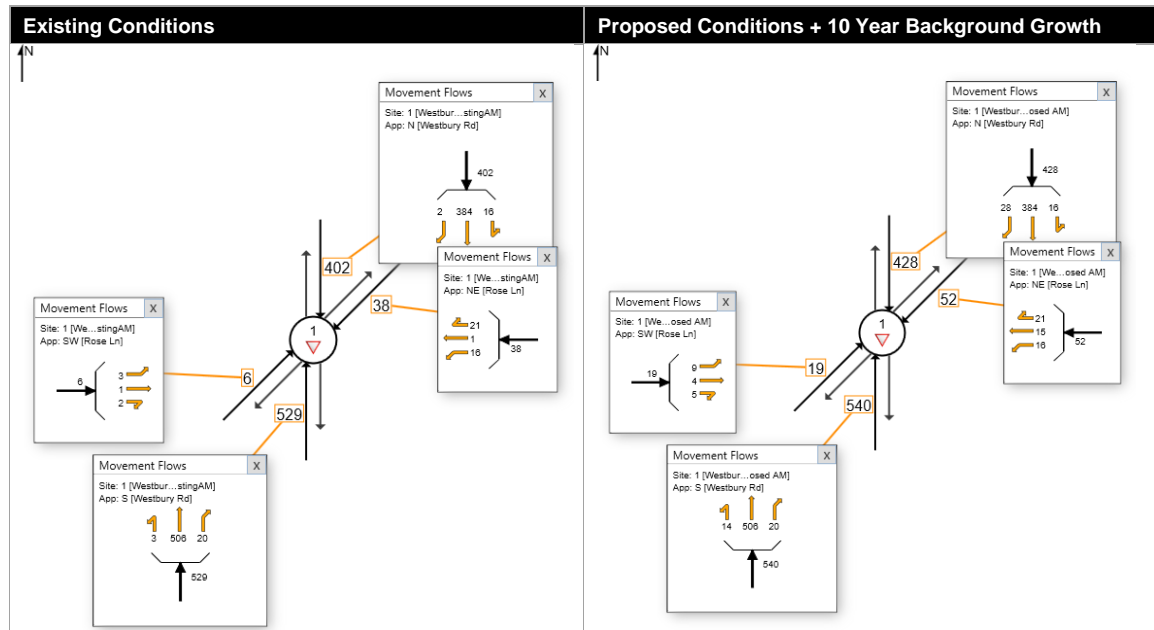 Existing Conditions
N
Movement Flows X
Site: 1 [Westbur...stingAM]
App: N [Westbury Rd]
402
2 384 16
402
Movement Flows X
Site: 1 [We...stingAM]
App: NE [Rose Ln]
21
1
16
38
38
Movement Flows X
Site: 1 [We...stingAM]
App: SW [Rose Ln]
6
3
1
2
6
1
529
Movement Flows X
Site: 1 [Westbur...stingAM]
App: S [Westbury Rd]
3 506 20
529
Proposed Conditions + 10 Year Background Growth
N
Movement Flows X
Site: 1 [Westbur...osed AM]
App: N [Westbury Rd]
428
28 384 16
428
Movement Flows X
Site: 1 [We...osed AM]
App: NE [Rose Ln]
21
15
16
52
52
Movement Flows X
Site: 1 [We...osed AM]
App: SW [Rose Ln]
19
9
4
5
19
1
540
Movement Flows X
Site: 1 [Westbur...osed AM]
App: S [Westbury Rd]
14 506 20
540